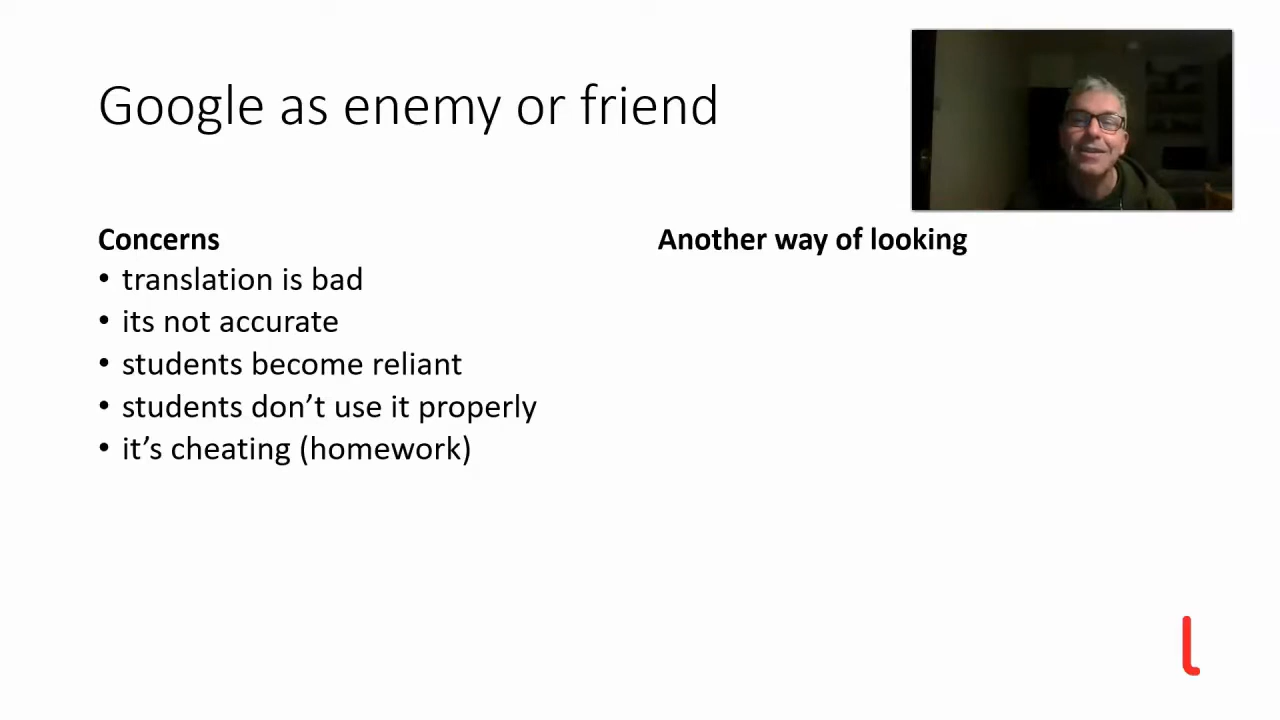 Google as enemy or friend
Concerns
• translation is bad
• its not accurate
• students become reliant
• students don’t use it properly
• it’s cheating (homework)
Another way of looking
l